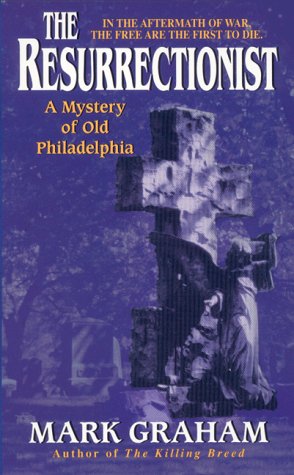 THE
RESURRECTIONIST
IN THE AFTERMATH OF WAR,
THE FREE ARE THE FIRST TO DIE.
A Mystery
of Old
Philadelphia
MARK GRAHAM
Author of The Killing Breed